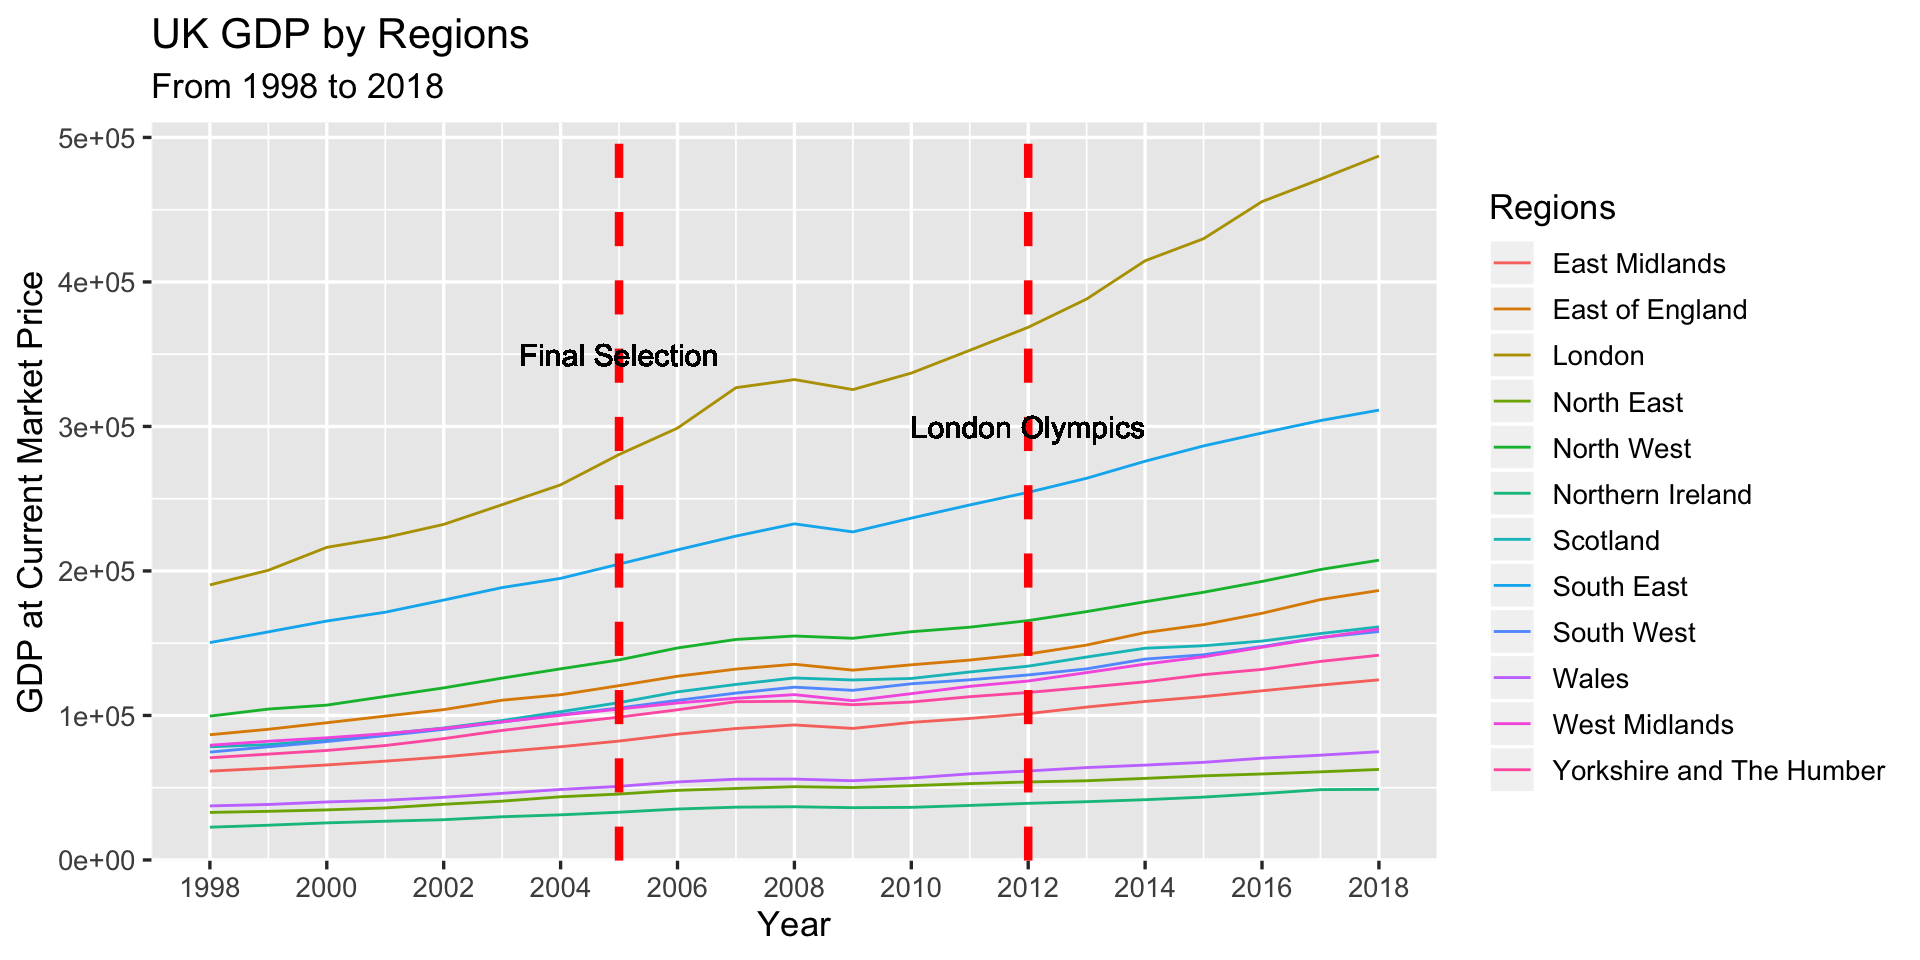 UK GDP by Regions
From 1998 to 2018
GDP at Current Market Price
5e+05
4e+05
3e+05
2e+05
1e+05
0e+00
Final Selection
London Olympics
1998 2000 2002 2004 2006 2008 2010 2012 2014 2016 2018
Year
Regions
East Midlands
East of England
London
North East
North West
Northern Ireland
Scotland
South East
South West
Wales
West Midlands
Yorkshire and The Humber